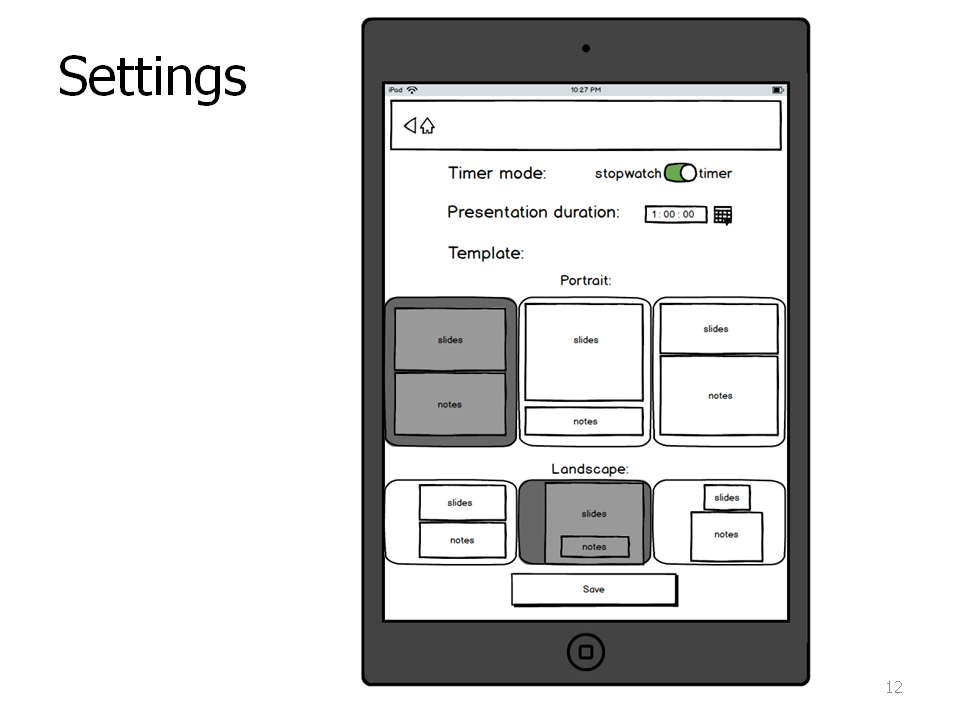 Settings
iPod 10:27 PM
Timer mode: stopwatch timer
Presentation duration: 1:00:00
Template:
Portrait:
slides slides slides
notes notes notes
Landscape:
slides slides slides
notes notes notes
Save
12